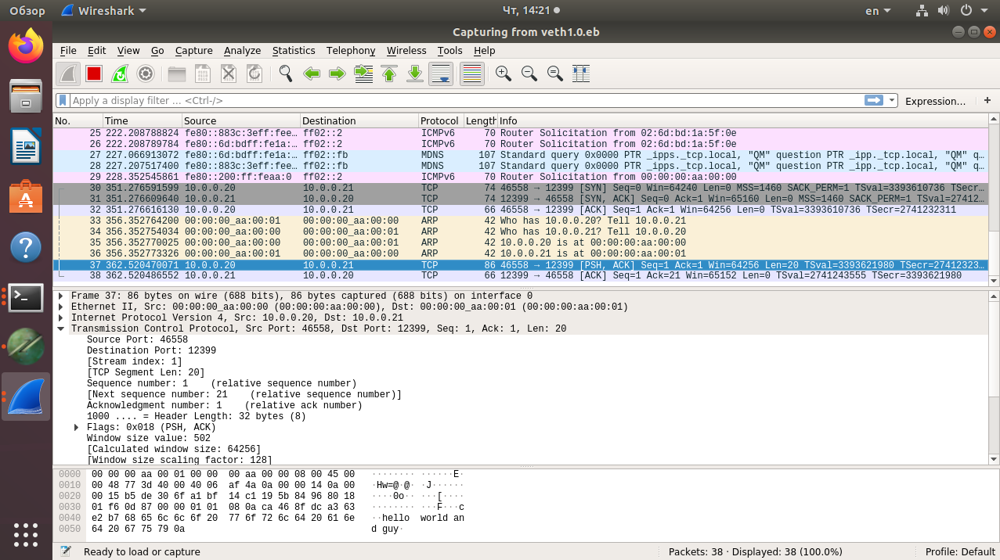 Обзор Wireshark Чт, 14:21 en
Capturing from veth1.0.eb
File Edit View Go Capture Analyze Statistics Telephony Wireless Tools Help
Apply a display filter ... <Ctrl-/> Expression... +
No. Time Source Destination Protocol Length Info
25 222.208788824 fe80::883c:3eff:fee... ff02::2 ICMPv6 70 Router Solicitation from 02:6d:bd:1a:5f:0e
26 222.208789784 fe80::6d:bdff:fe1a:... ff02::2 ICMPv6 70 Router Solicitation from 02:6d:bd:1a:5f:0e
27 227.066913072 fe80::6d:bdff:fe1a:... ff02::fb MDNS 107 Standard query 0x0000 PTR _ipps._tcp.local, "QM" question PTR _ipp._tcp.local, "QM" q...
28 227.207517400 fe80::883c:3eff:fee... ff02::fb MDNS 107 Standard query 0x0000 PTR _ipps._tcp.local, "QM" question PTR _ipp._tcp.local, "QM" q...
29 228.352545861 fe80::200:ff:feaa:0 ff02::2 ICMPv6 70 Router Solicitation from 00:00:00:aa:00:00
30 351.276591599 10.0.0.20 10.0.0.21 TCP 74 46558 → 12399 [SYN] Seq=0 Win=64240 Len=0 MSS=1460 SACK_PERM=1 TSval=3393610736 TSecr...
31 351.276609640 10.0.0.21 10.0.0.20 TCP 74 12399 → 46558 [SYN, ACK] Seq=0 Ack=1 Win=65160 Len=0 MSS=1460 SACK_PERM=1 TSval=27412...
32 351.276616130 10.0.0.20 10.0.0.21 TCP 66 46558 → 12399 [ACK] Seq=1 Ack=1 Win=64256 Len=0 TSval=3393610736 TSecr=2741232311
33 356.352764200 00:00:00_aa:00:01 00:00:00_aa:00:00 ARP 42 Who has 10.0.0.20? Tell 10.0.0.21
34 356.352754034 00:00:00_aa:00:00 00:00:00_aa:00:01 ARP 42 Who has 10.0.0.21? Tell 10.0.0.20
35 356.352770025 00:00:00_aa:00:00 00:00:00_aa:00:01 ARP 42 10.0.0.20 is at 00:00:00:aa:00:00
36 356.352773326 00:00:00_aa:00:01 00:00:00_aa:00:00 ARP 42 10.0.0.21 is at 00:00:00:aa:00:01
37 362.520470071 10.0.0.20 10.0.0.21 TCP 86 46558 → 12399 [PSH, ACK] Seq=1 Ack=1 Win=64256 Len=20 TSval=3393621980 TSecr=27412323...
38 362.520486552 10.0.0.21 10.0.0.20 TCP 66 12399 → 46558 [ACK] Seq=1 Ack=21 Win=65152 Len=0 TSval=2741243555 TSecr=3393621980
Frame 37: 86 bytes on wire (688 bits), 86 bytes captured (688 bits) on interface 0
Ethernet II, Src: 00:00:00_aa:00:00 (00:00:00:aa:00:00), Dst: 00:00:00_aa:00:01 (00:00:00:aa:00:01)
Internet Protocol Version 4, Src: 10.0.0.20, Dst: 10.0.0.21
Transmission Control Protocol, Src Port: 46558, Dst Port: 12399, Seq: 1, Ack: 1, Len: 20
Source Port: 46558
Destination Port: 12399
[Stream index: 1]
[TCP Segment Len: 20]
Sequence number: 1 (relative sequence number)
[Next sequence number: 21 (relative sequence number)]
Acknowledgment number: 1 (relative ack number)
1000 .... = Header Length: 32 bytes (8)
Flags: 0x018 (PSH, ACK)
Window size value: 502
[Calculated window size: 64256]
[Window size scaling factor: 128]
0000 00 00 00 aa 00 01 00 00 00 aa 00 00 08 00 45 00 ········ ······E·
0010 00 48 77 3d 40 00 40 06 af 4a 0a 00 00 14 0a 00 ·Hw=@·@· ·J······
0020 00 15 b5 de 30 6f a1 bf 14 c1 19 5b 84 96 80 18 ····0o·· ···[····
0030 01 f6 0d 87 00 00 01 01 08 0a ca 46 8f dc a3 63 ········ ···F···c
0040 e2 b7 68 65 6c 6c 6f 20 77 6f 72 6c 64 20 61 6e ··hello world an
0050 64 20 67 75 79 0a d guy·
Ready to load or capture Packets: 38 · Displayed: 38 (100.0%) Profile: Default